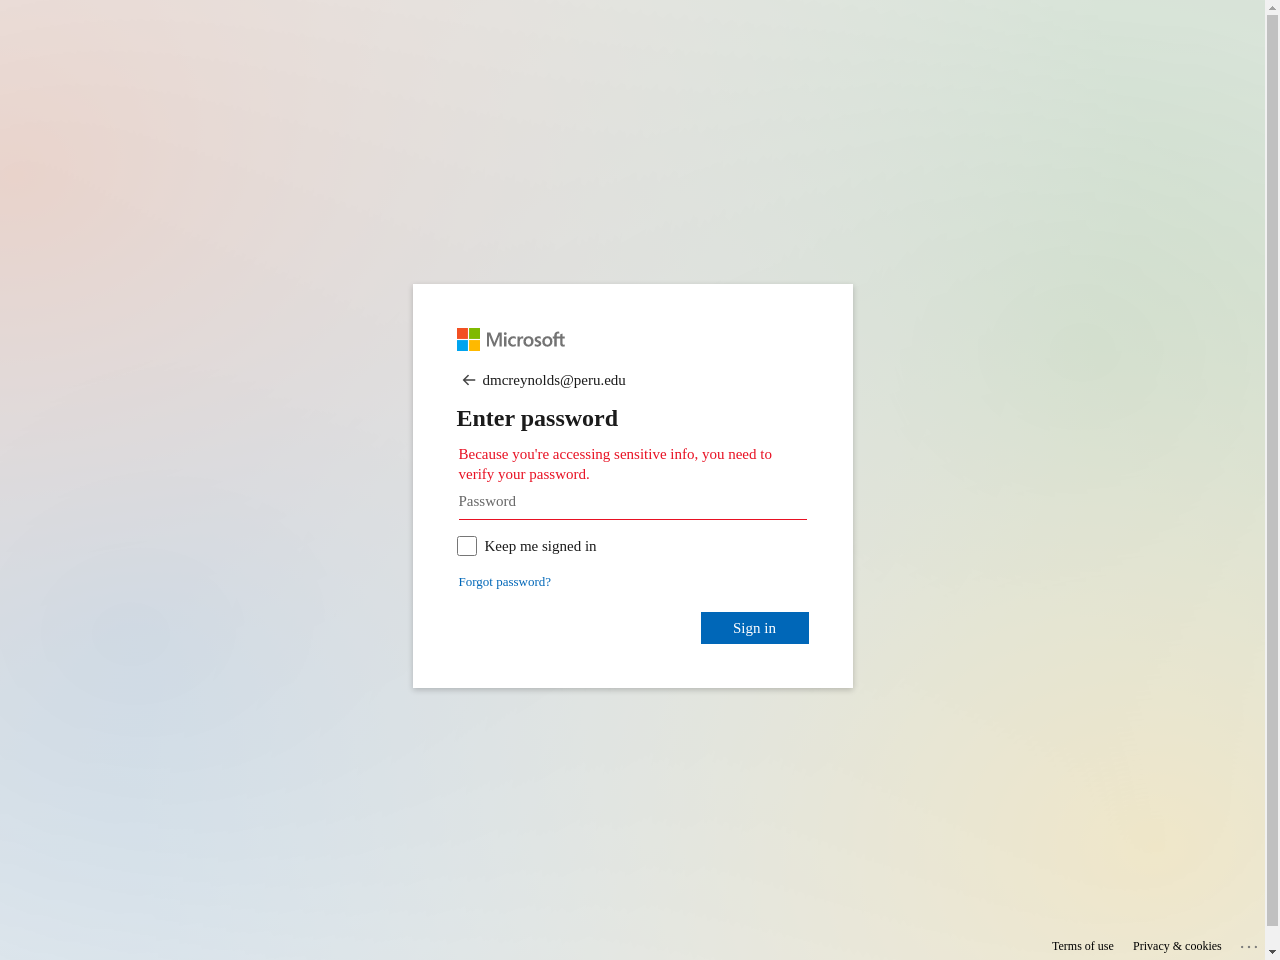 Microsoft
dmcreynolds@peru.edu
Enter password
Because you're accessing sensitive info, you need to
verify your password.
Password
Keep me signed in
Forgot password?
Sign in
Terms of use
Privacy & cookies
...